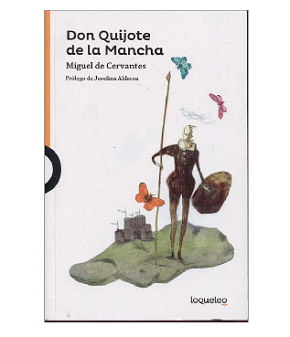 Don Quijote
de la Mancha
Miguel de Cervantes
Prólogo de Josefina Aldecoa
loqueleo